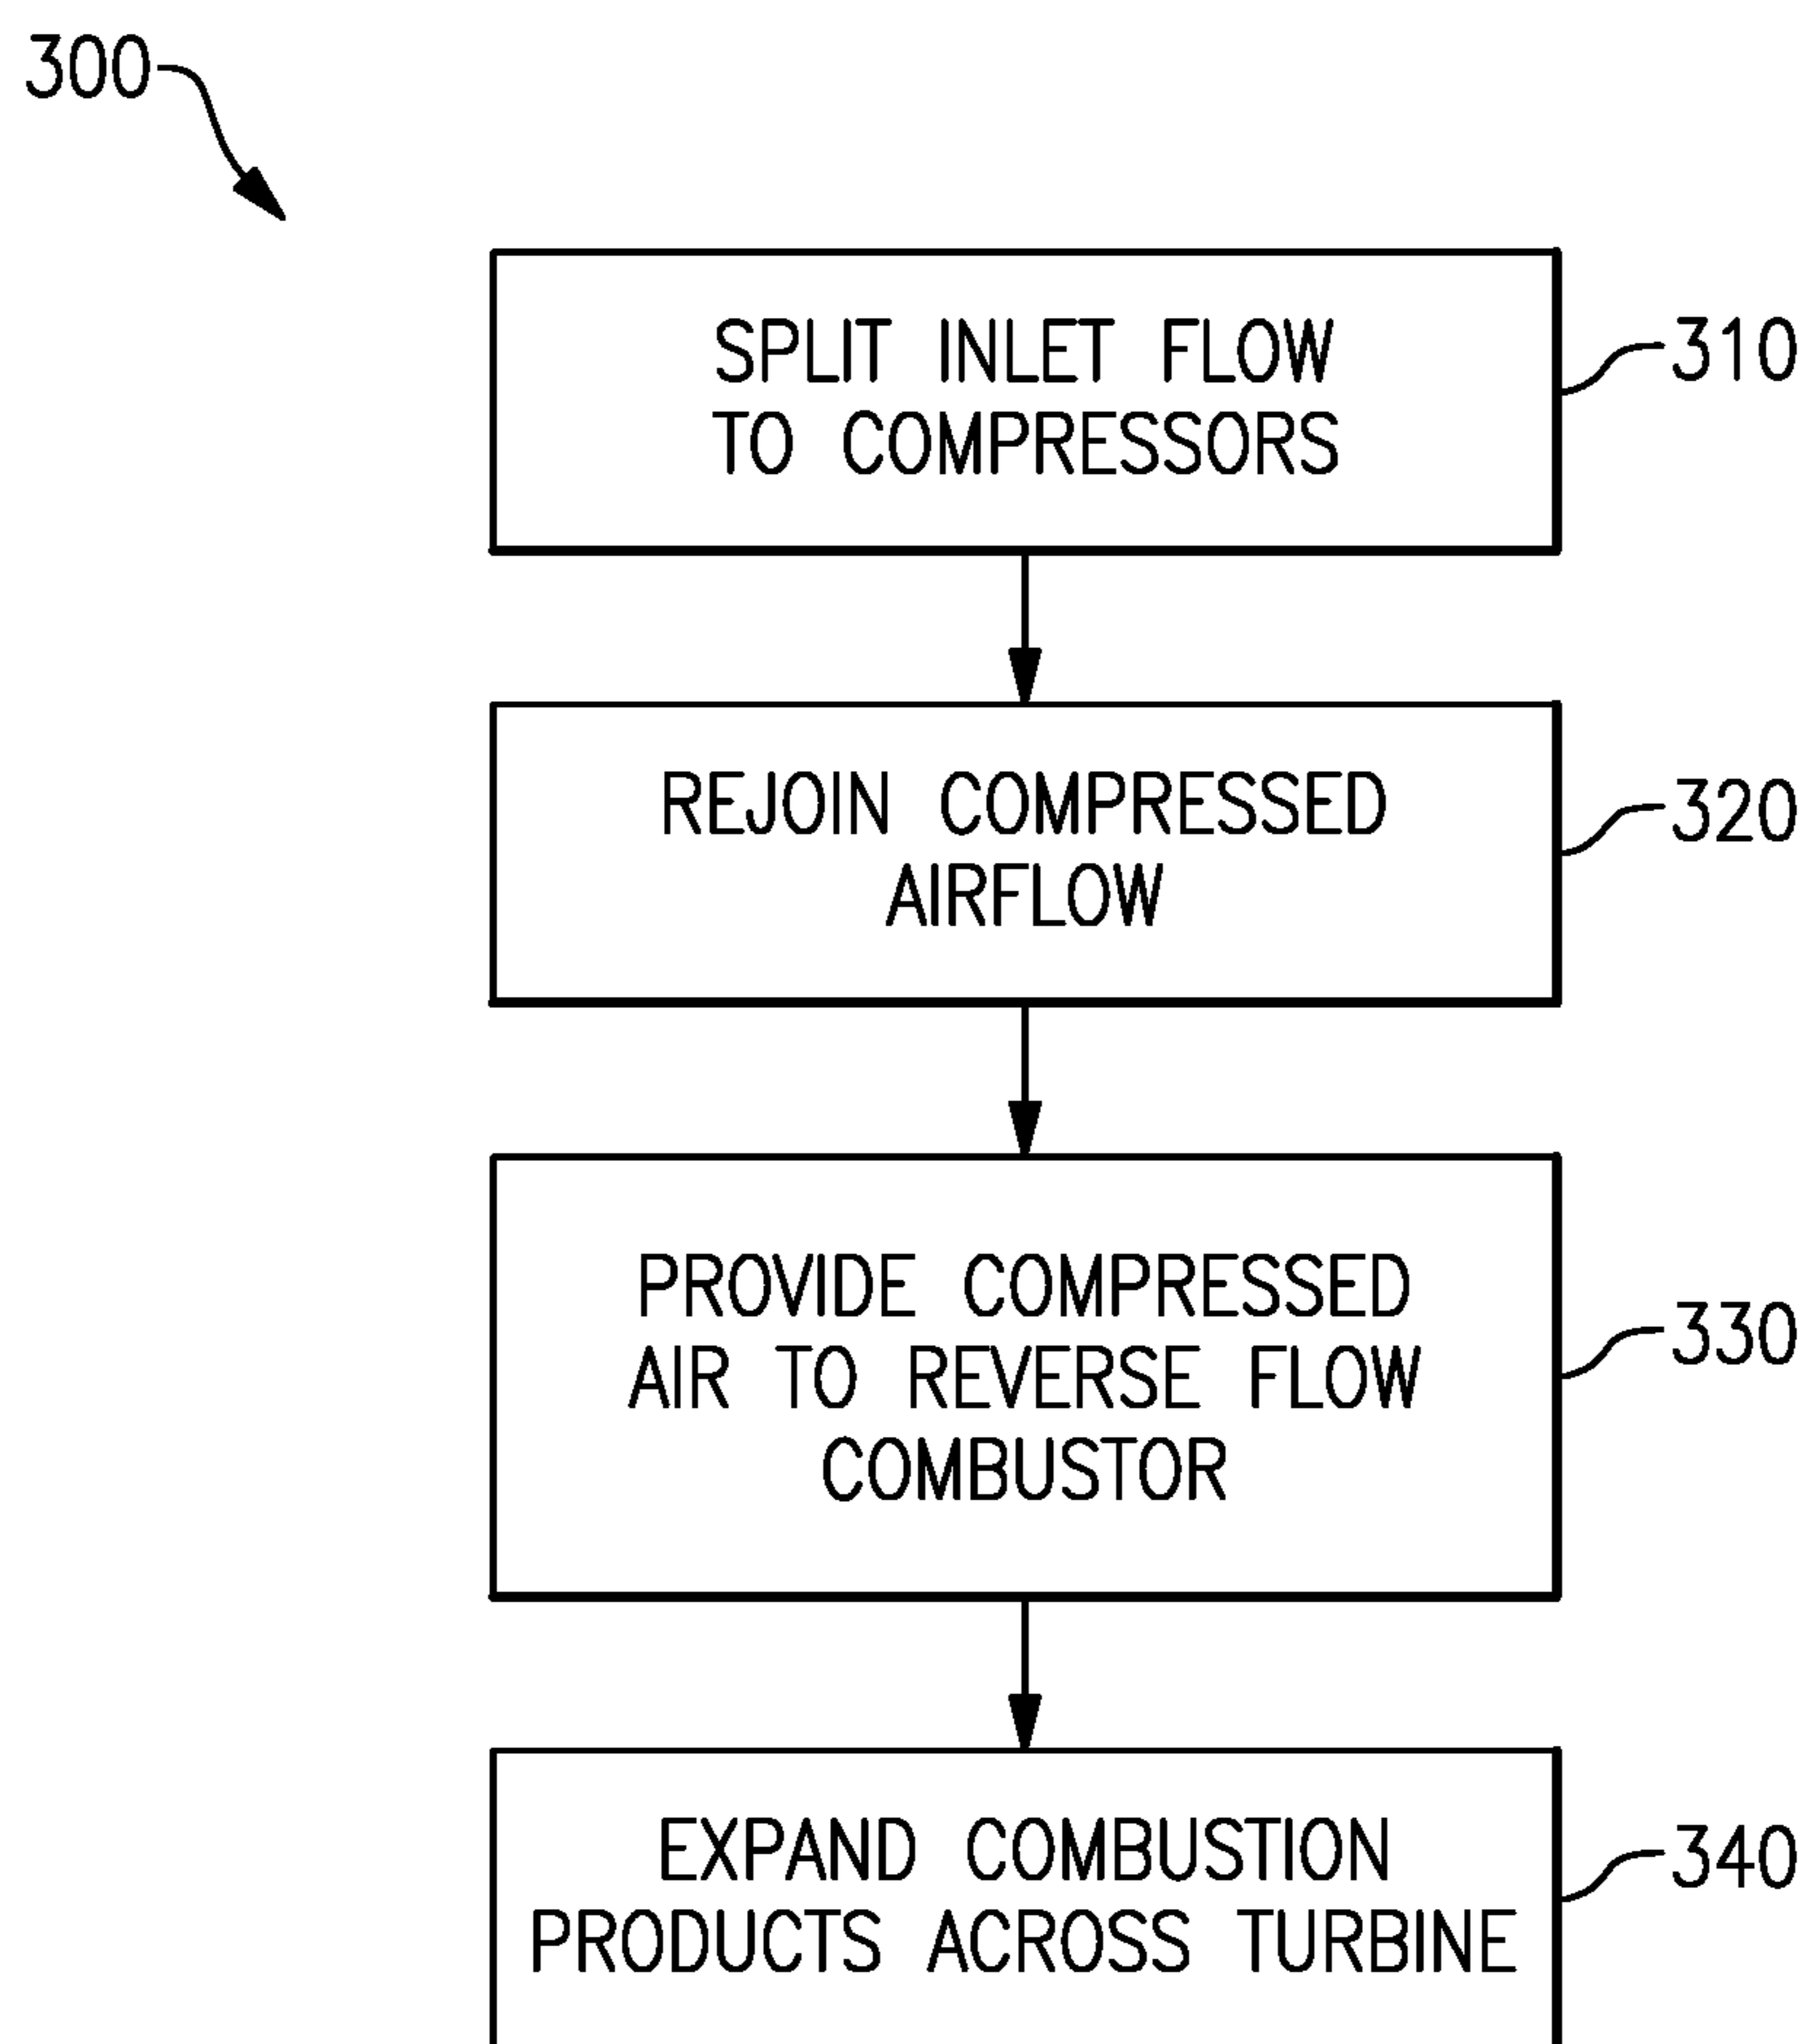 300
SPLIT INLET FLOW
TO COMPRESSORS
310
REJOIN COMPRESSED
AIRFLOW
320
PROVIDE COMPRESSED
AIR TO REVERSE FLOW
COMBUSTOR
330
EXPAND COMBUSTION
PRODUCTS ACROSS TURBINE
340